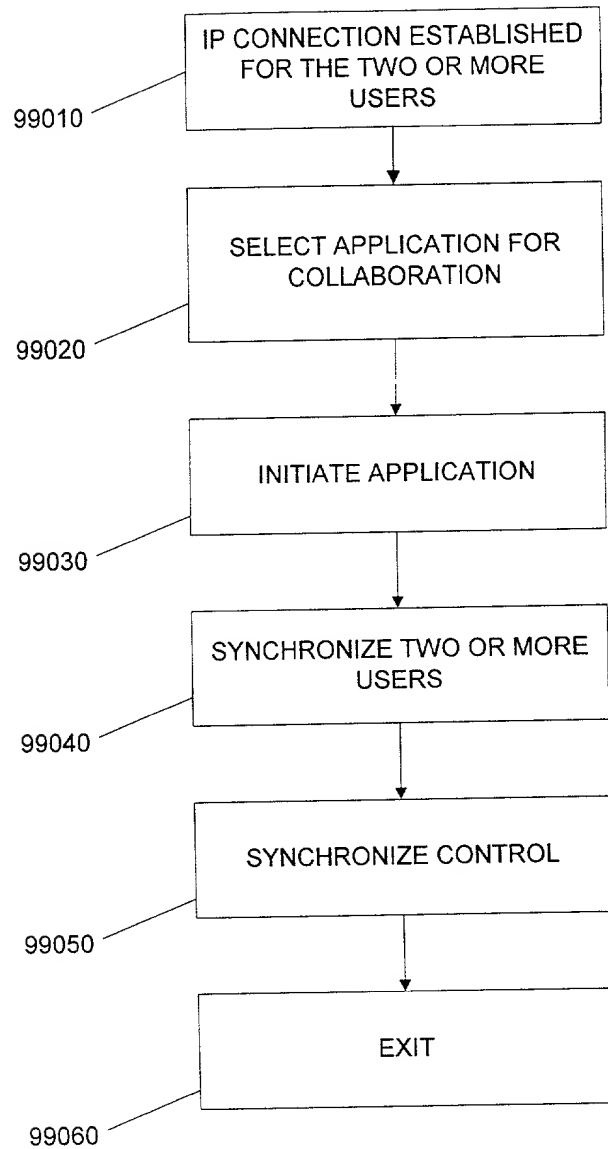 IP CONNECTION ESTABLISHED
FOR THE TWO OR MORE
USERS
99010
SELECT APPLICATION FOR
COLLABORATION
99020
INITIATE APPLICATION
99030
SYNCHRONIZE TWO OR MORE
USERS
99040
SYNCHRONIZE CONTROL
99050
EXIT
99060